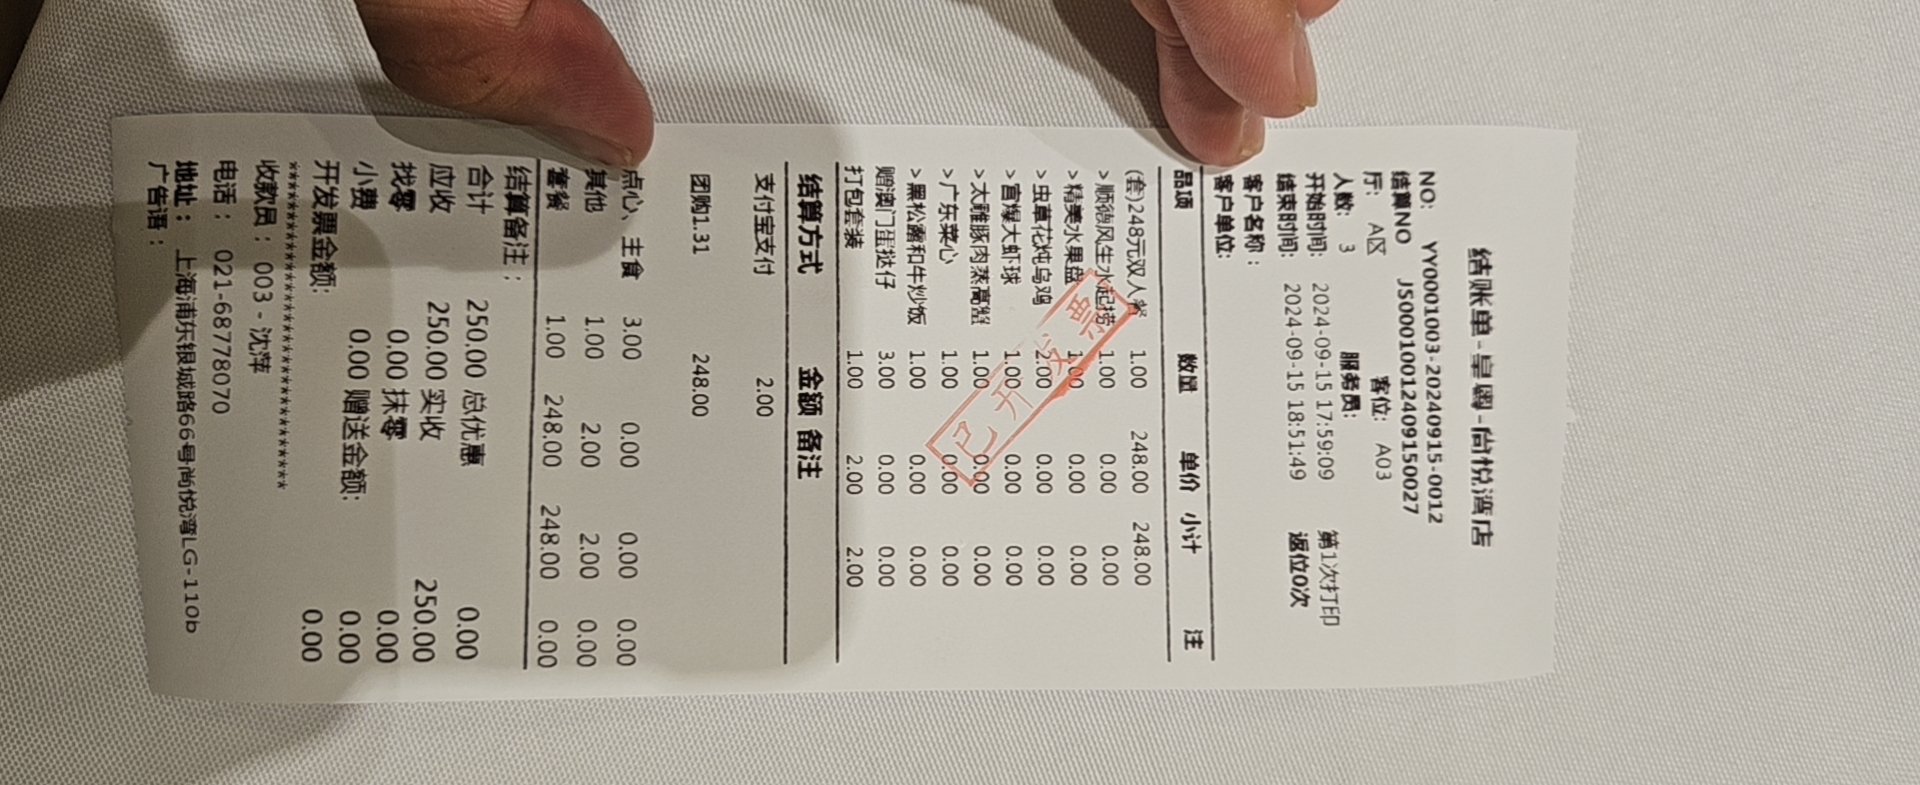 结账单-皇粤-尚悦湾店
NO: YY0001003-20240915-0012
结算NO JS00010012409150027
厅: A区 客位: A03
人数: 3 服务员:
开始时间: 2024-09-15 17:59:09 第1次打印
结束时间: 2024-09-15 18:51:49 返位0次
客户名称:
客户单位:
品项 数量 单价 小计 注
(套)248元双人餐 1.00 248.00 248.00
>顺德风生水起捞 1.00 0.00 0.00
>精美水果盘 1.00 0.00 0.00
>虫草花炖乌鸡 2.00 0.00 0.00
>宫爆大虾球 1.00 0.00 0.00
>太雕豚肉蒸膏蟹 1.00 0.00 0.00
>广东菜心 1.00 0.00 0.00
>黑松露和牛炒饭 1.00 0.00 0.00
赠澳门蛋挞仔 3.00 0.00 0.00
打包套装 1.00 2.00 2.00
已开发票
结算方式 金额 备注
支付宝支付 2.00
团购1.31 248.00
点心、主食 3.00 0.00 0.00 0.00
其他 1.00 2.00 2.00 0.00
套餐 1.00 248.00 248.00 0.00
结算备注:
合计 250.00 总优惠 0.00
应收 250.00 实收 250.00
找零 0.00 抹零 0.00
小费 0.00 赠送金额: 0.00
开发票金额: 0.00
********************************
收款员: 003 - 沈萍
电话: 021-68778070
地址: 上海浦东银城路66号尚悦湾LG-110b
广告语: